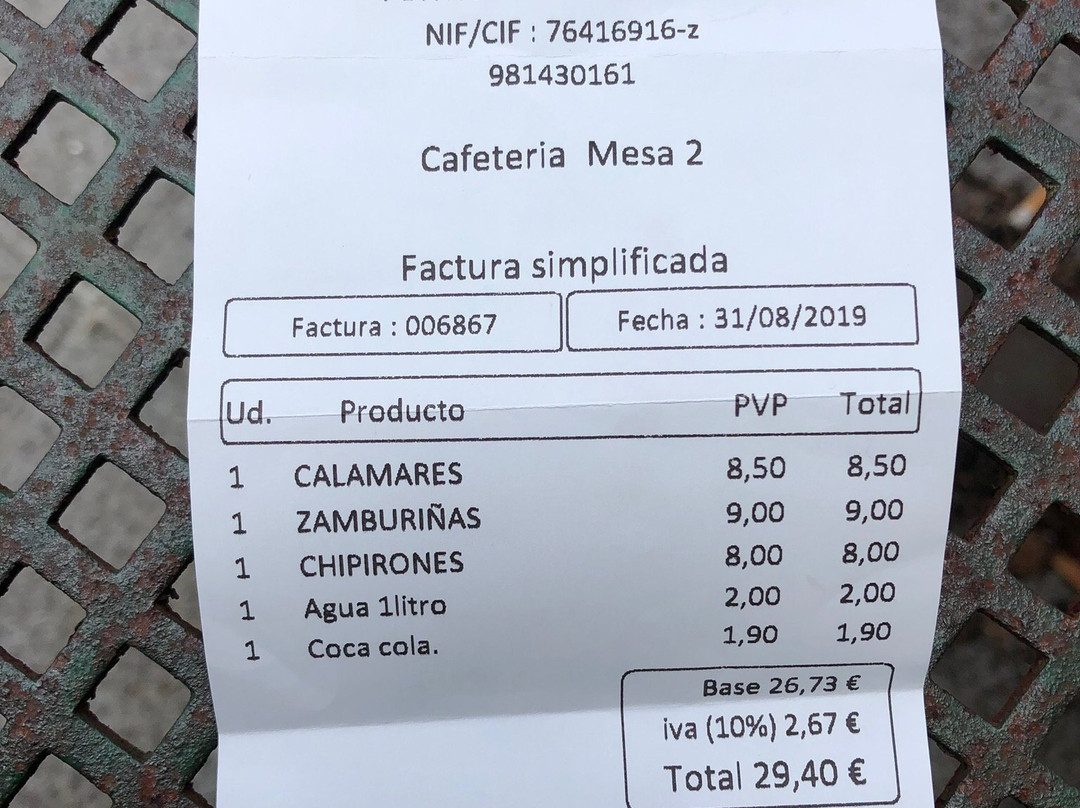 NIF/CIF : 76416916-z
981430161
Cafeteria Mesa 2
Factura simplificada
Factura : 006867 Fecha : 31/08/2019
Ud. Producto PVP Total
1 CALAMARES 8,50 8,50
1 ZAMBURIÑAS 9,00 9,00
1 CHIPIRONES 8,00 8,00
1 Agua 1litro 2,00 2,00
1 Coca cola. 1,90 1,90
Base 26,73 €
iva (10%) 2,67 €
Total 29,40 €